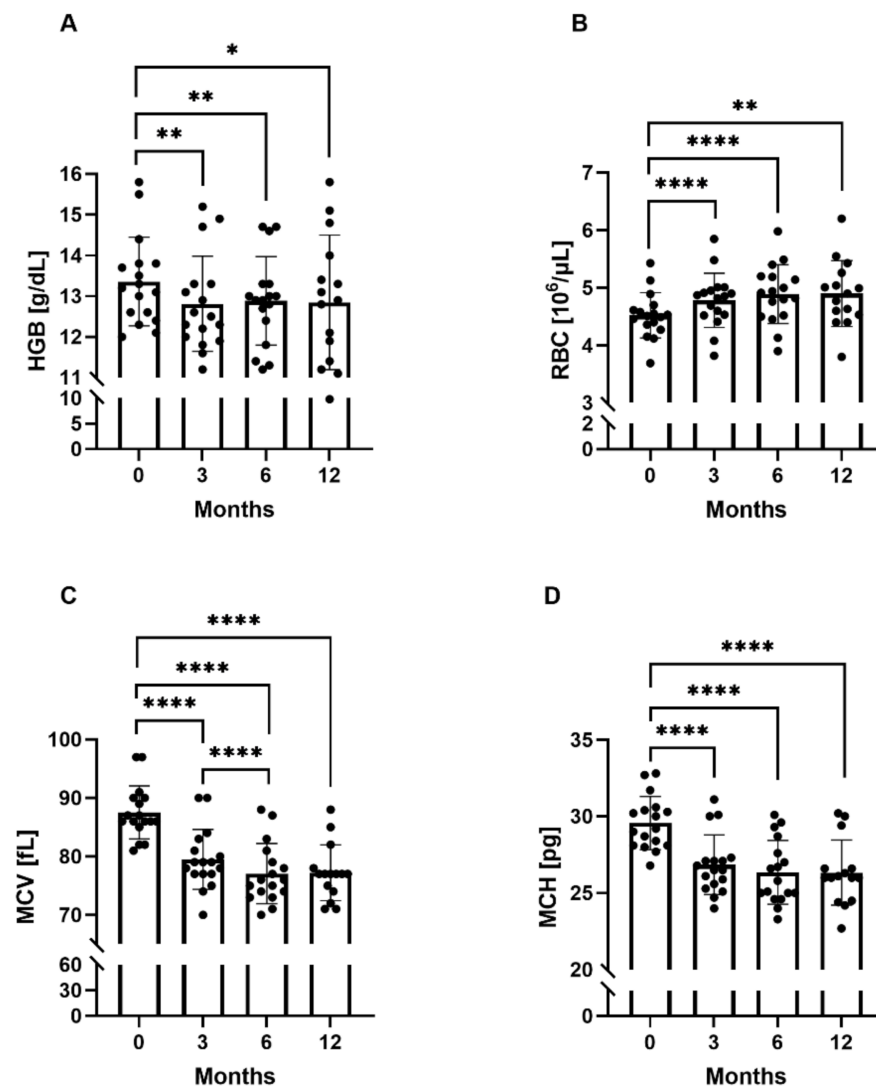 A
*
**
**
HGB [g/dL]
16
15
14
13
12
11
10
5
0
0 3 6 12
Months
B
**
****
****
RBC [10⁶/µL]
7
6
5
4
3
2
0
0 3 6 12
Months
C
****
****
****
****
MCV [fL]
100
90
80
70
60
30
0
0 3 6 12
Months
D
****
****
****
MCH [pg]
35
30
25
20
0
0 3 6 12
Months